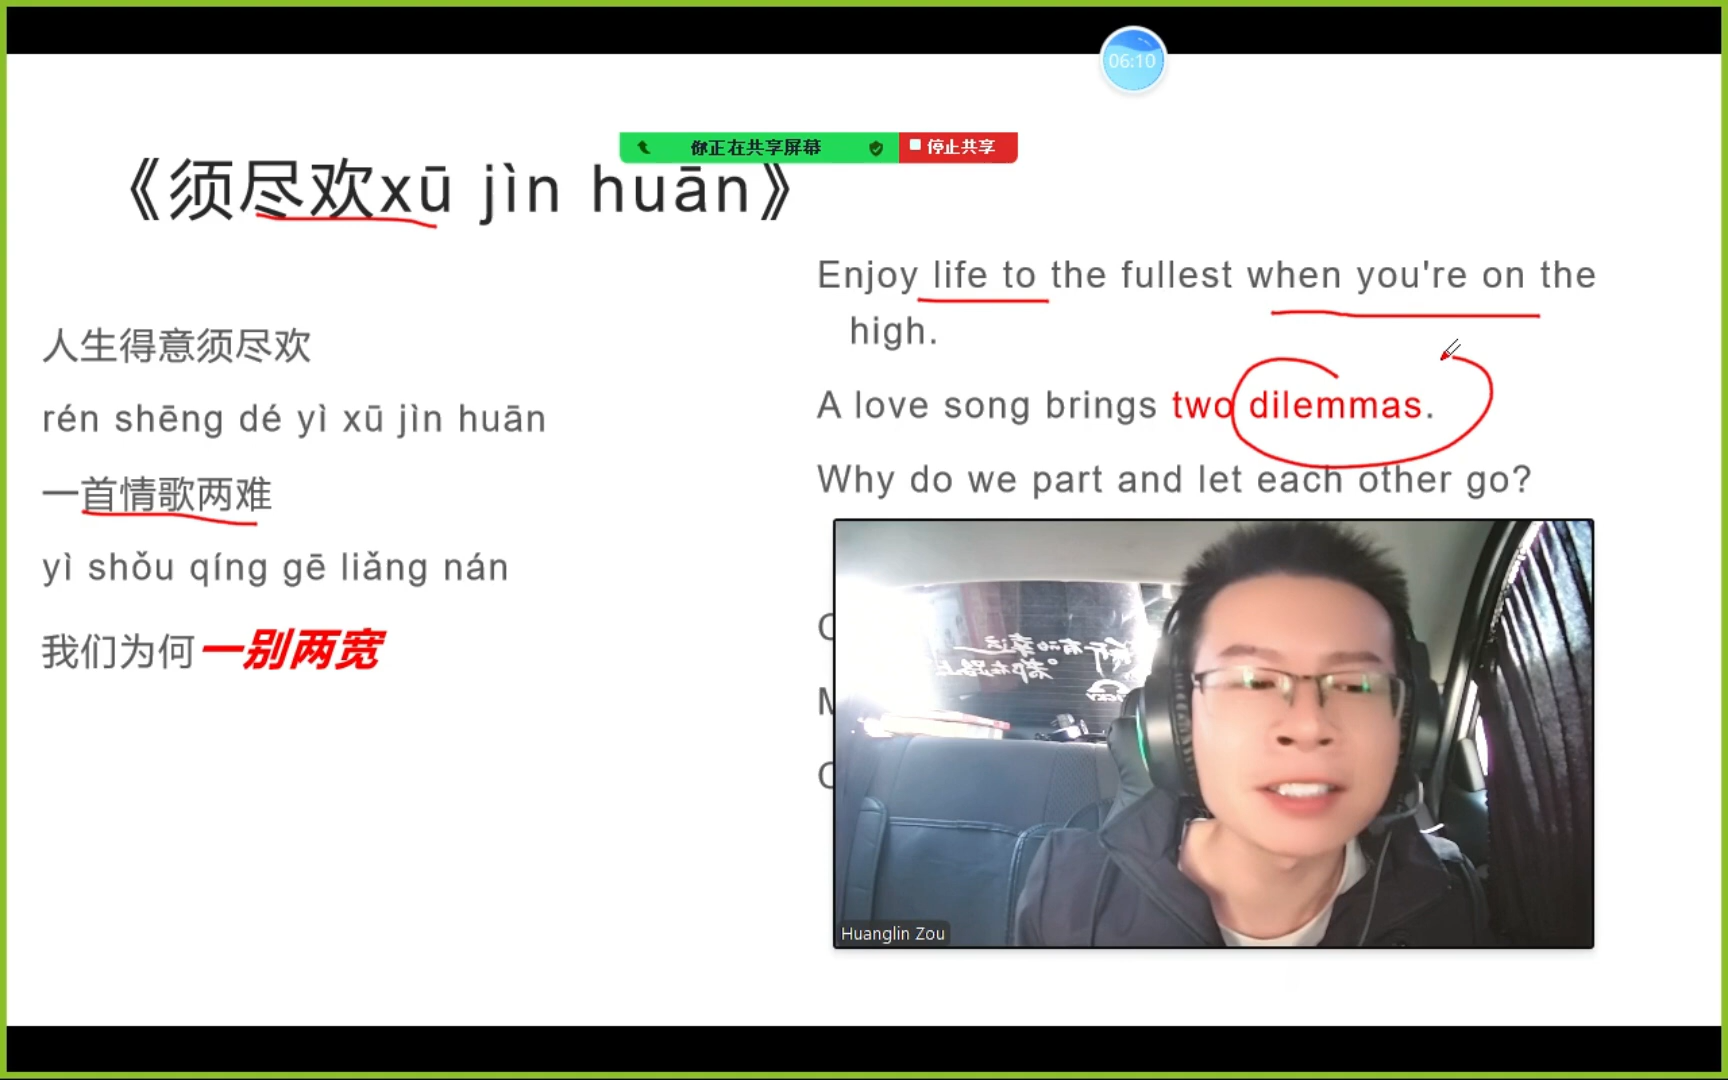 06:10
你正在共享屏幕 停止共享
《须尽欢xū jìn huān》
人生得意须尽欢
rén shēng dé yì xū jìn huān
一首情歌两难
yì shǒu qíng gē liǎng nán
我们为何一别两宽
Enjoy life to the fullest when you're on the
high.
A love song brings two dilemmas.
Why do we part and let each other go?
Huanglin Zou